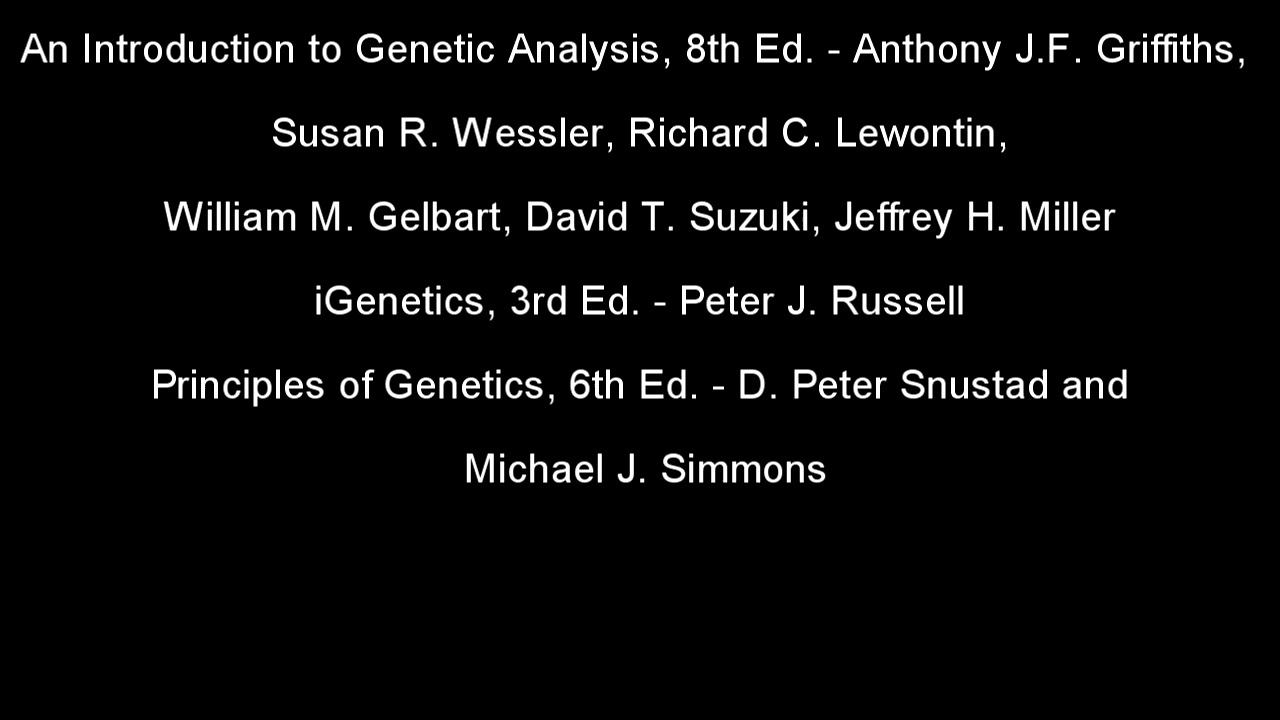 An Introduction to Genetic Analysis, 8th Ed. - Anthony J.F. Griffiths,
Susan R. Wessler, Richard C. Lewontin,
William M. Gelbart, David T. Suzuki, Jeffrey H. Miller
iGenetics, 3rd Ed. - Peter J. Russell
Principles of Genetics, 6th Ed. - D. Peter Snustad and
Michael J. Simmons